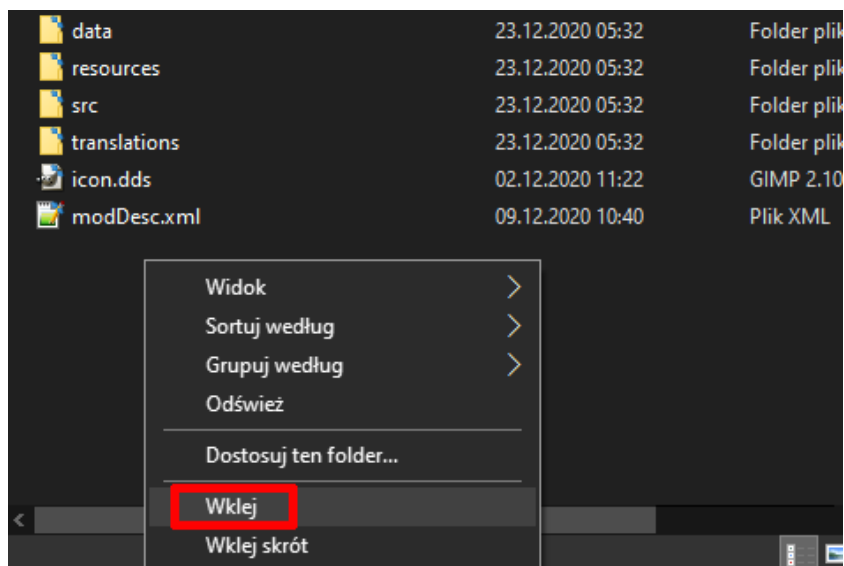 data 23.12.2020 05:32 Folder plik
resources 23.12.2020 05:32 Folder plik
src 23.12.2020 05:32 Folder plik
translations 23.12.2020 05:32 Folder plik
icon.dds 02.12.2020 11:22 GIMP 2.10
modDesc.xml 09.12.2020 10:40 Plik XML
Widok
Sortuj według
Grupuj według
Odśwież
Dostosuj ten folder...
Wklej
Wklej skrót